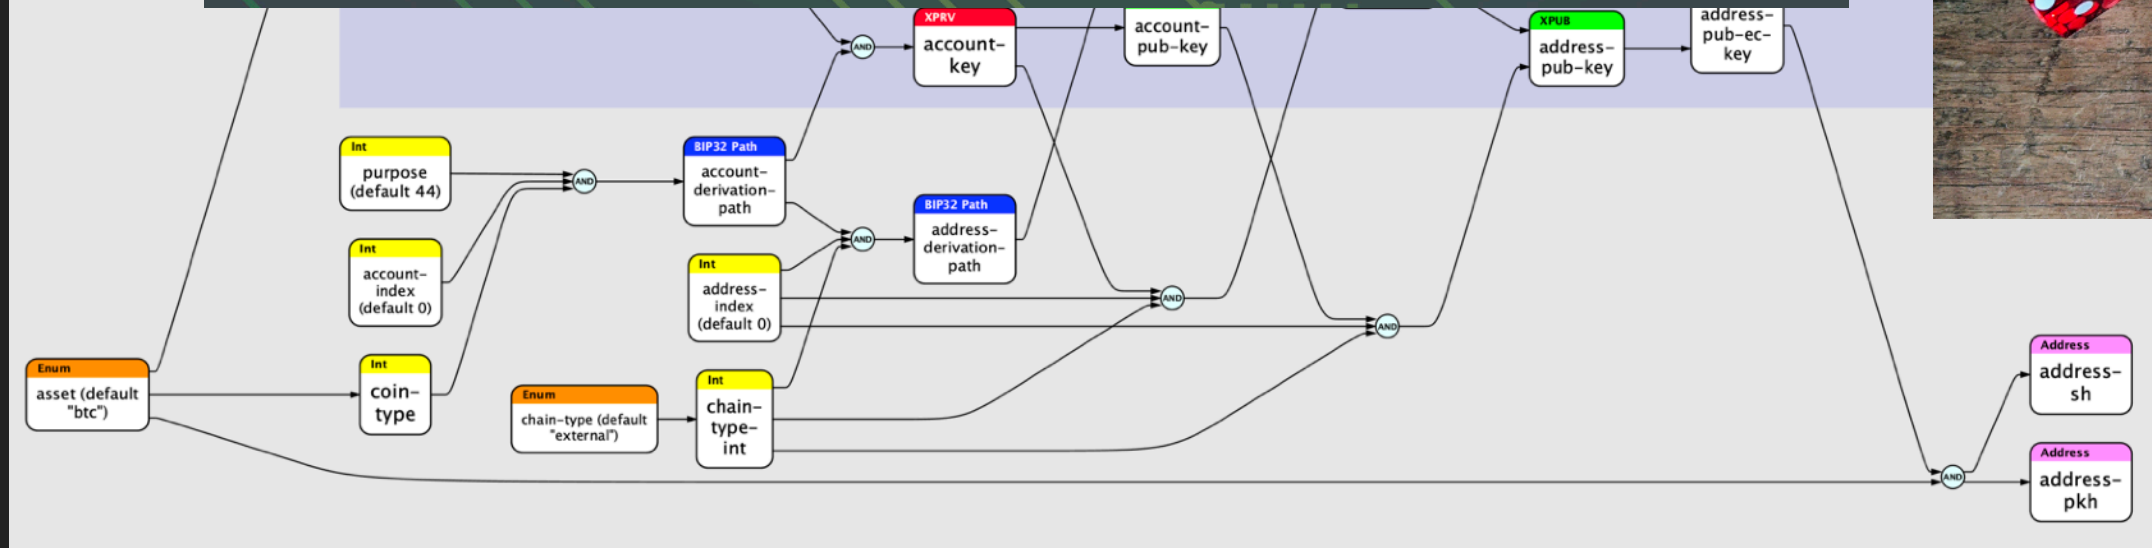 XPRV
account-
key
AND
account-
pub-key
XPUB
address-
pub-key
address-
pub-ec-
key
Int
purpose
(default 44)
AND
BIP32 Path
account-
derivation-
path
Int
account-
index
(default 0)
AND
BIP32 Path
address-
derivation-
path
Int
address-
index
(default 0)
AND
AND
Enum
asset (default
"btc")
Int
coin-
type
Enum
chain-type (default
"external")
Int
chain-
type-
int
Address
address-
sh
AND
Address
address-
pkh